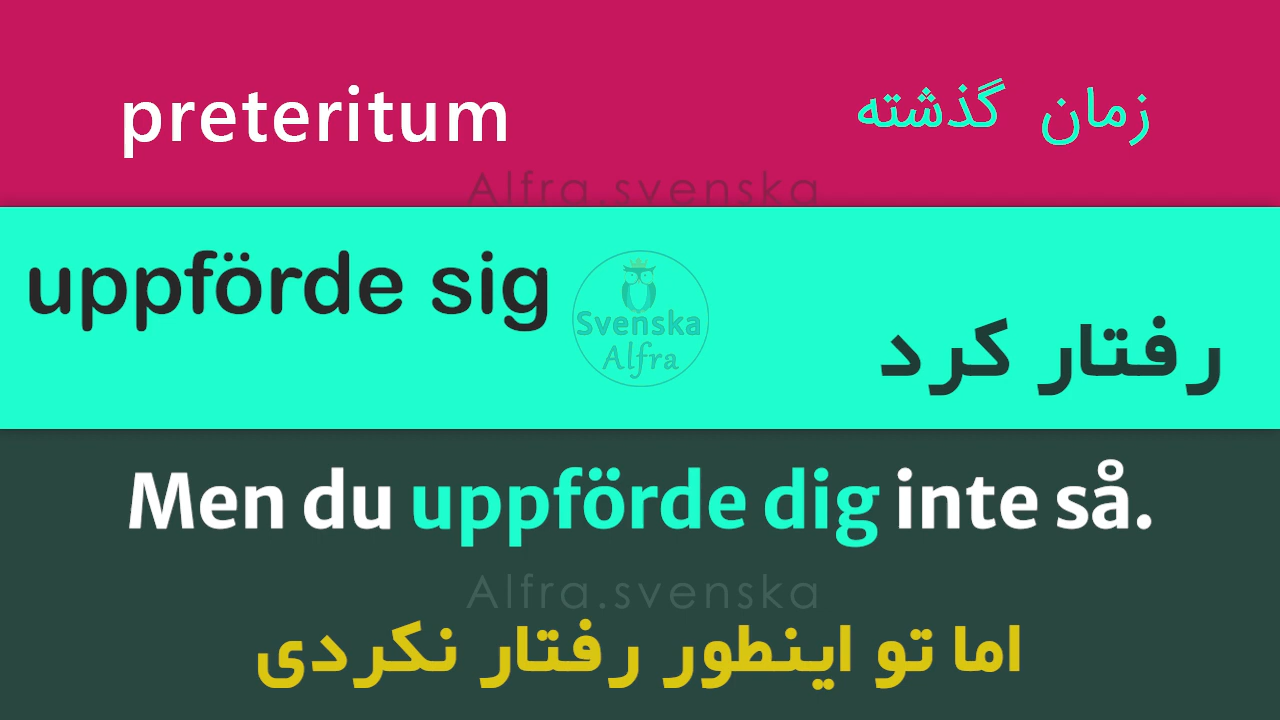 preteritum
زمان گذشته
Alfra.svenska
uppförde sig
Svenska
Alfra
رفتار کرد
Men du uppförde dig inte så.
Alfra.svenska
اما تو اینطور رفتار نکردی